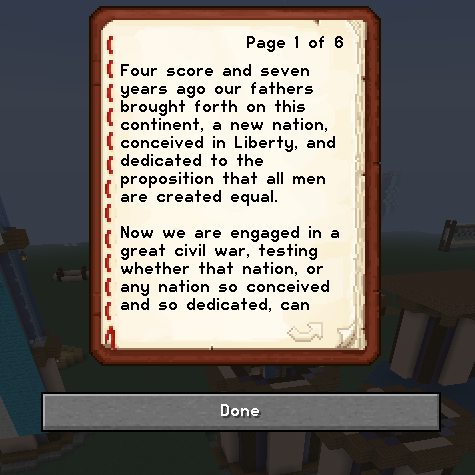 Page 1 of 6
Four score and seven
years ago our fathers
brought forth on this
continent, a new nation,
conceived in Liberty, and
dedicated to the
proposition that all men
are created equal.
Now we are engaged in a
great civil war, testing
whether that nation, or
any nation so conceived
and so dedicated, can
Done